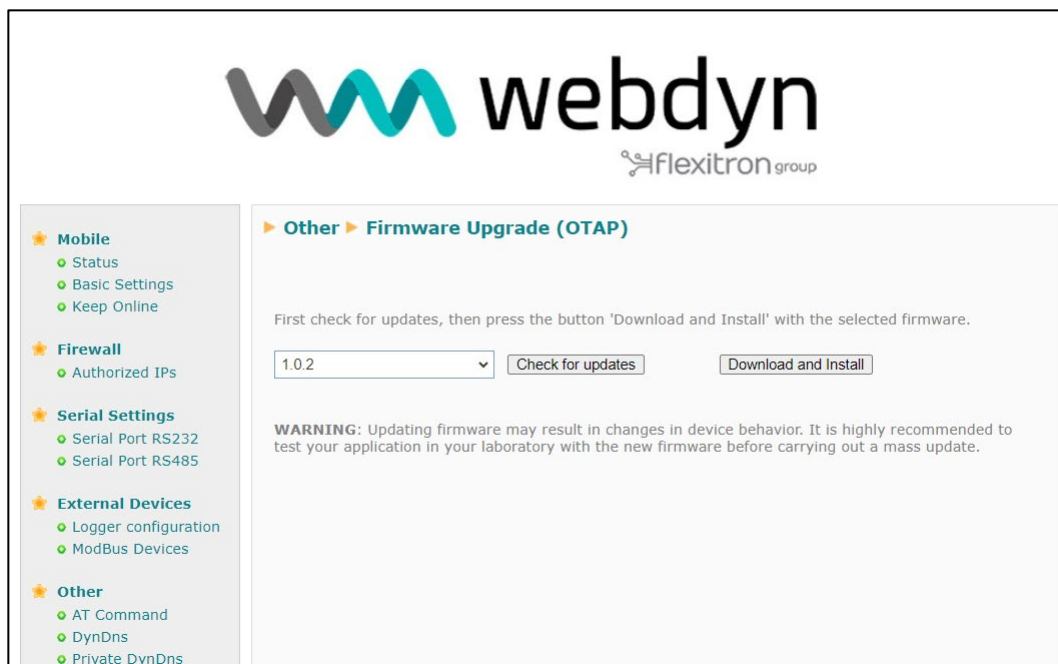 webdyn
flexitron group
Mobile
Status
Basic Settings
Keep Online
Firewall
Authorized IPs
Serial Settings
Serial Port RS232
Serial Port RS485
External Devices
Logger configuration
ModBus Devices
Other
AT Command
DynDns
Private DynDns
Other Firmware Upgrade (OTAP)
First check for updates, then press the button 'Download and Install' with the selected firmware.
1.0.2 Check for updates Download and Install
WARNING: Updating firmware may result in changes in device behavior. It is highly recommended to
test your application in your laboratory with the new firmware before carrying out a mass update.